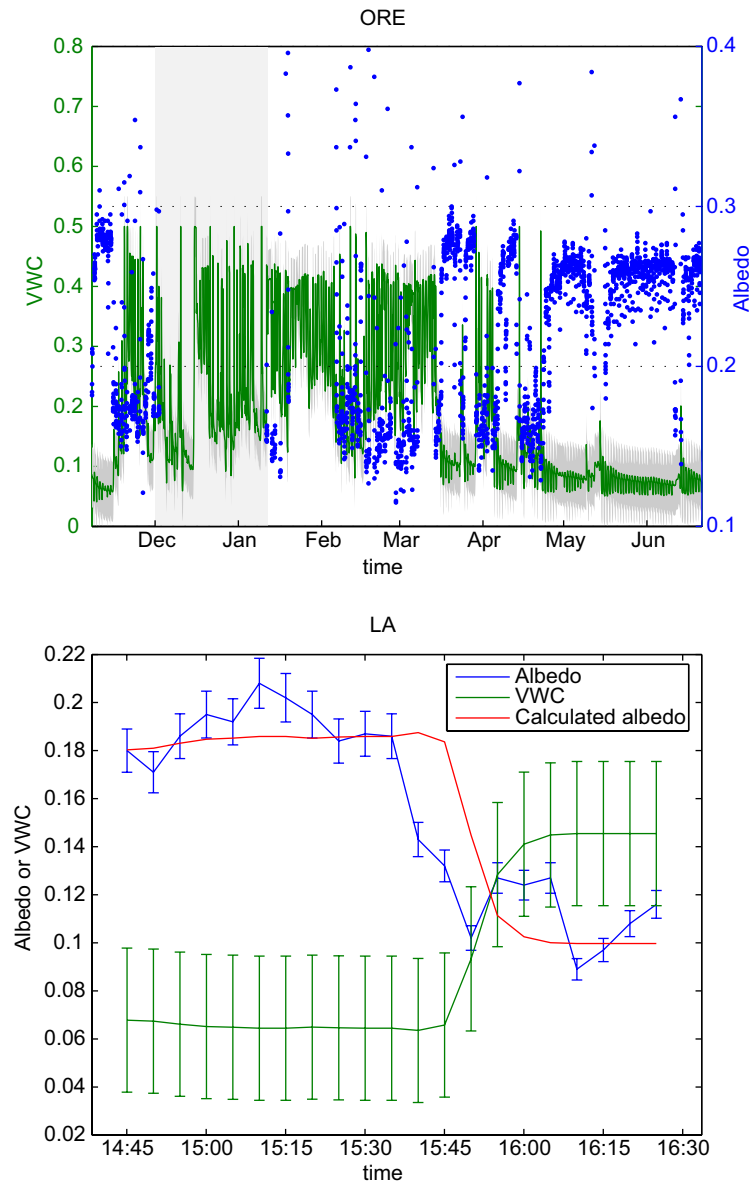 ORE
0.8
0.7
0.6
0.5
0.4
0.3
0.2
0.1
0
VWC
0.4
0.3
0.2
0.1
Albedo
Dec Jan Feb Mar Apr May Jun
time
LA
0.22
0.2
0.18
0.16
0.14
0.12
0.1
0.08
0.06
0.04
0.02
Albedo or VWC
Albedo
VWC
Calculated albedo
14:45 15:00 15:15 15:30 15:45 16:00 16:15 16:30
time